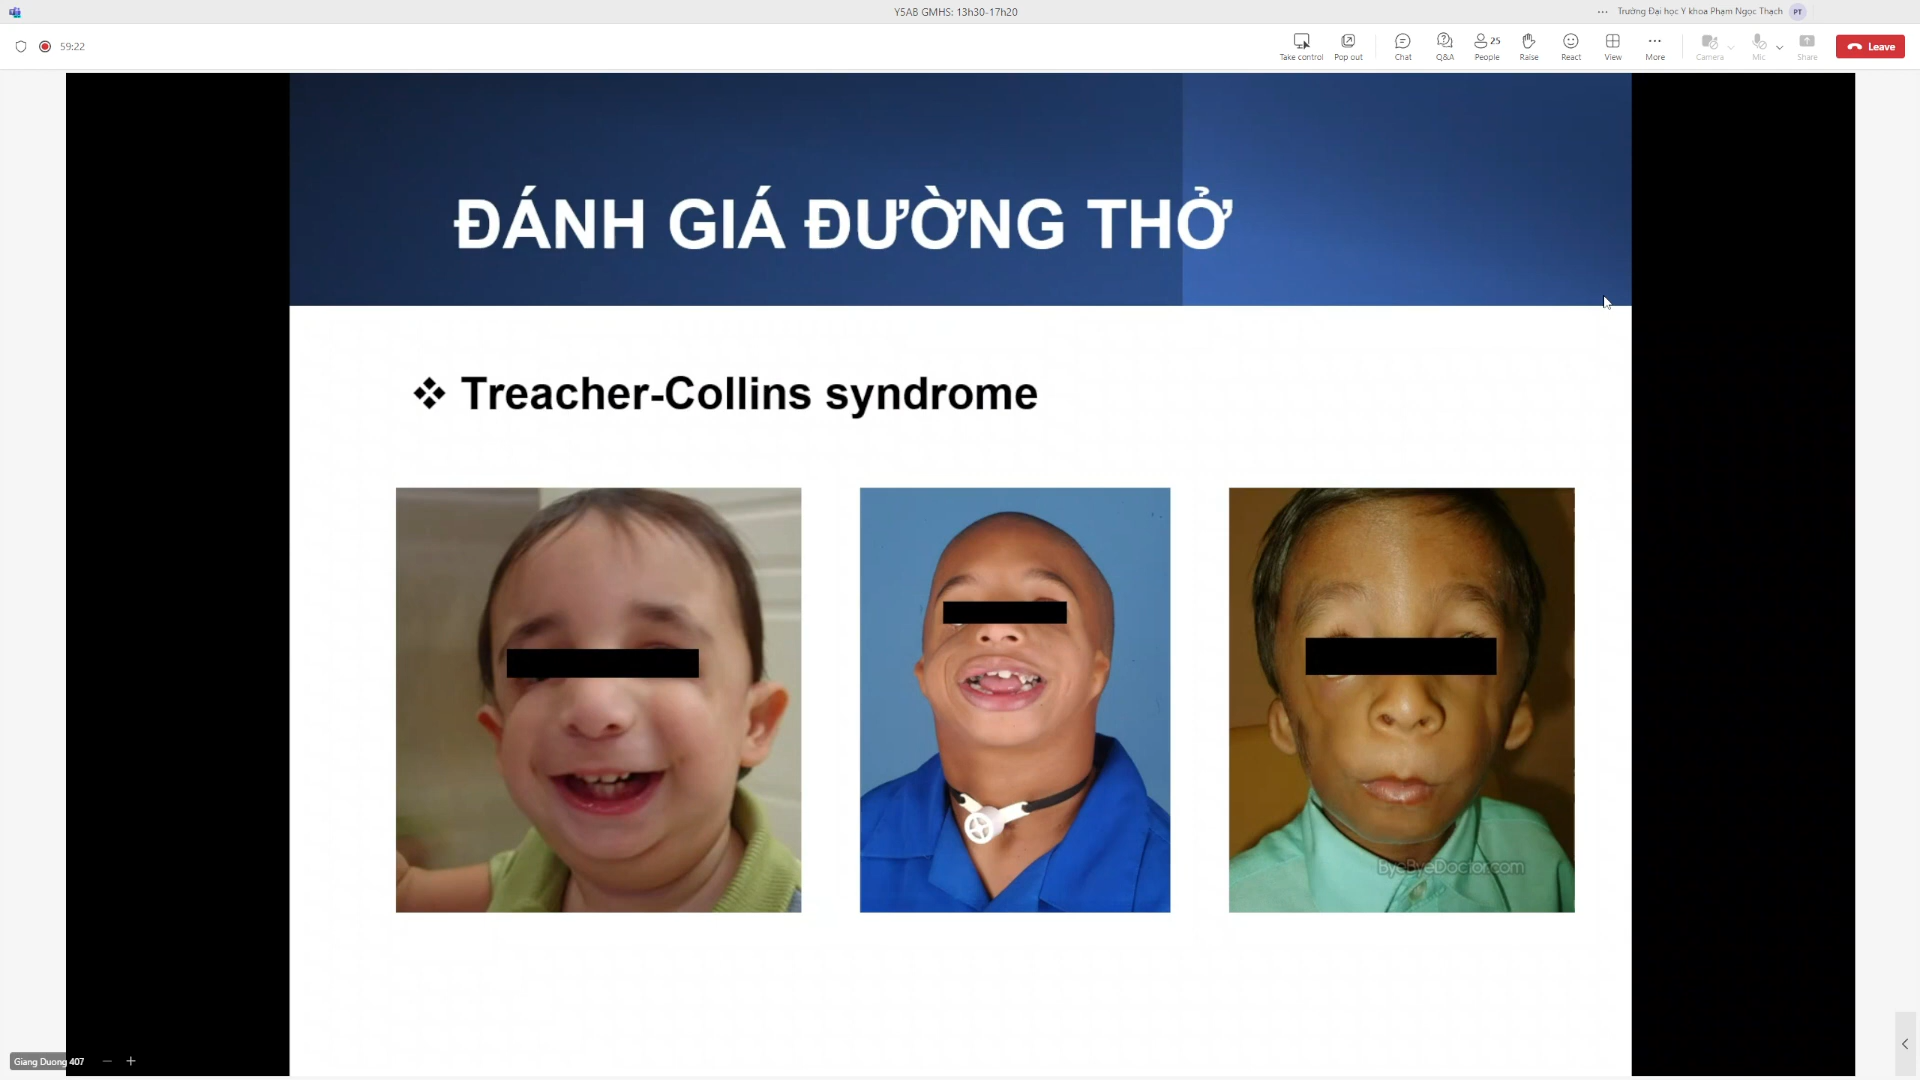 Y5AB GMHS: 13h30-17h20
Trường Đại học Y khoa Phạm Ngọc Thạch
PT
59:22
Take control
Pop out
Chat
Q&A
25
People
Raise
React
View
More
Camera
Mic
Share
Leave
ĐÁNH GIÁ ĐƯỜNG THỞ
❖ Treacher-Collins syndrome
ByeByeDoctor.com
Giang Duong 407